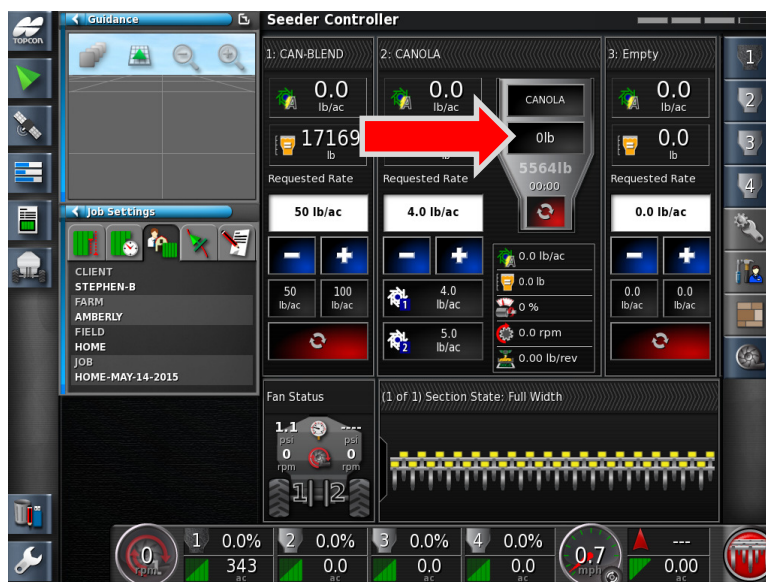 TOPCON
Guidance
Seeder Controller
1: CAN-BLEND
0.0
lb/ac
17169
lb
Requested Rate
50 lb/ac
50
lb/ac
100
lb/ac
2: CANOLA
0.0
lb/ac
lb
Requested Rate
4.0 lb/ac
1
4.0
lb/ac
2
5.0
lb/ac
CANOLA
0lb
5564lb
00:00
0.0 lb/ac
0.0 lb
0 %
0.0 rpm
0.00 lb/rev
3: Empty
0.0
lb/ac
0.0
lb
Requested Rate
0.0 lb/ac
0.0
lb/ac
0.0
lb/ac
1
2
3
4
Job Settings
CLIENT
STEPHEN-B
FARM
AMBERLY
FIELD
HOME
JOB
HOME-MAY-14-2015
Fan Status
1.1
psi
----
psi
0
rpm
0
rpm
1
2
(1 of 1) Section State: Full Width
0
rpm
1 0.0%
343
ac
2 0.0%
0.0
ac
3 0.0%
0.0
ac
4 0.0%
0.0
ac
0.7
mph
---
0.00
ac